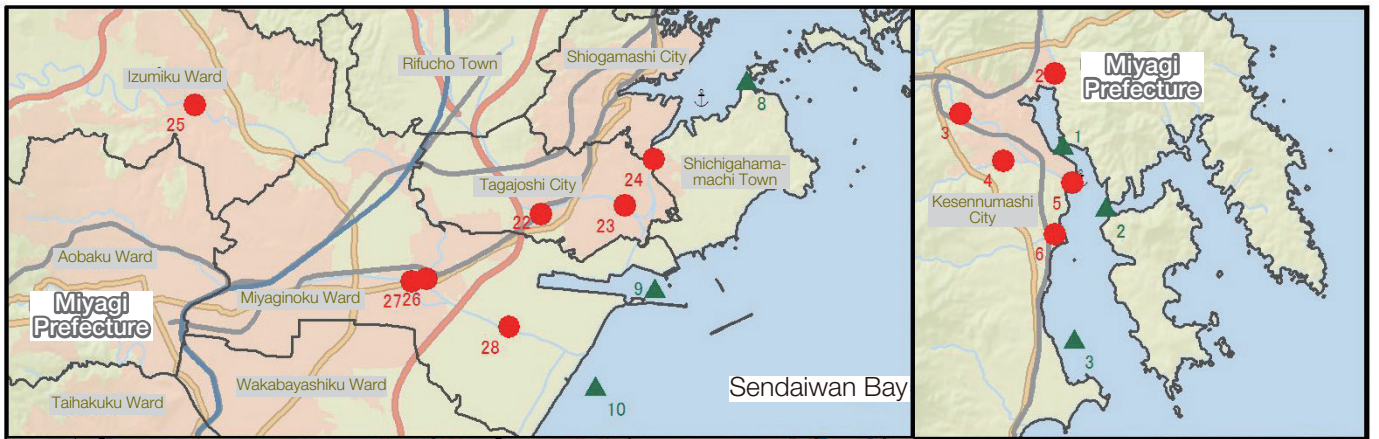 Izumiku Ward
25
Rifucho Town
Shiogamashi City
8
Shichigahama-
machi Town
24
Tagajoshi City
22
23
Aobaku Ward
Miyagi
Prefecture
Miyaginoku Ward
27
26
9
28
Wakabayashiku Ward
Taihakuku Ward
10
Sendaiwan Bay
2
Miyagi
Prefecture
3
1
4
5
Kesennumashi
City
2
6
3